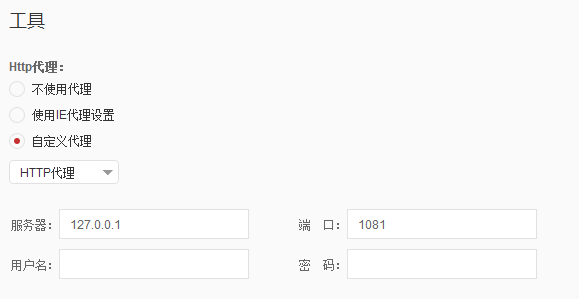 工具
Http代理：
不使用代理
使用IE代理设置
自定义代理
HTTP代理
服务器： 127.0.0.1 端 口： 1081
用户名： 密 码：